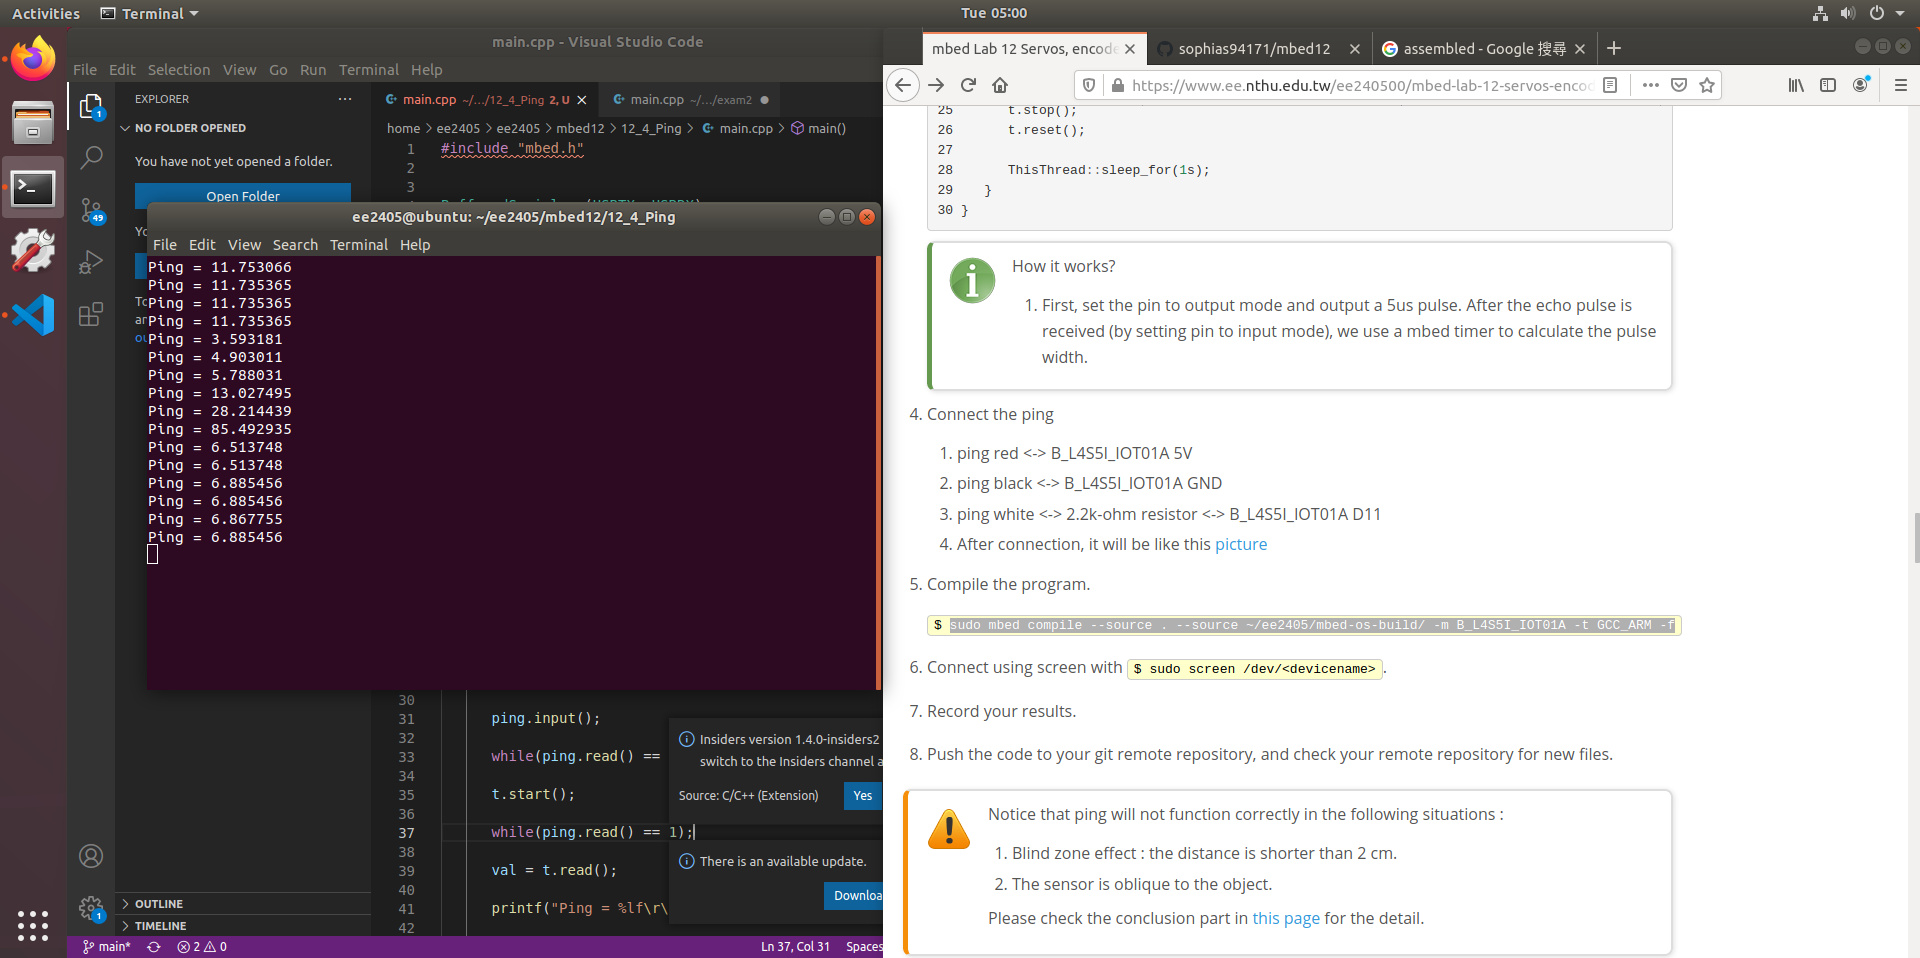 Activities
Terminal
Tue 05:00
main.cpp - Visual Studio Code
File Edit Selection View Go Run Terminal Help
EXPLORER
NO FOLDER OPENED
You have not yet opened a folder.
Open Folder
main.cpp ~/.../12_4_Ping 2, U
main.cpp ~/.../exam2
home > ee2405 > ee2405 > mbed12 > 12_4_Ping > main.cpp > main()
1 #include "mbed.h"
2
3
ee2405@ubuntu: ~/ee2405/mbed12/12_4_Ping
File Edit View Search Terminal Help
Ping = 11.753066
Ping = 11.735365
Ping = 11.735365
Ping = 11.735365
Ping = 3.593181
Ping = 4.903011
Ping = 5.788031
Ping = 13.027495
Ping = 28.214439
Ping = 85.492935
Ping = 6.513748
Ping = 6.513748
Ping = 6.885456
Ping = 6.885456
Ping = 6.867755
Ping = 6.885456
30
31 ping.input();
32
33 while(ping.read() ==
34
35 t.start();
36
37 while(ping.read() == 1);
38
39 val = t.read();
40
41 printf("Ping = %lf\r\
42
Insiders version 1.4.0-insiders2
switch to the Insiders channel a
Source: C/C++ (Extension)
Yes
There is an available update.
Downloa
OUTLINE
TIMELINE
main*
2 0
Ln 37, Col 31
Spaces
1
49
1
mbed Lab 12 Servos, encode
sophias94171/mbed12
assembled - Google 搜尋
https://www.ee.nthu.edu.tw/ee240500/mbed-lab-12-servos-enco
25 t.stop();
26 t.reset();
27
28 ThisThread::sleep_for(1s);
29 }
30 }
How it works?
1. First, set the pin to output mode and output a 5us pulse. After the echo pulse is
received (by setting pin to input mode), we use a mbed timer to calculate the pulse
width.
4. Connect the ping
1. ping red <-> B_L4S5I_IOT01A 5V
2. ping black <-> B_L4S5I_IOT01A GND
3. ping white <-> 2.2k-ohm resistor <-> B_L4S5I_IOT01A D11
4. After connection, it will be like this picture
5. Compile the program.
$ sudo mbed compile --source . --source ~/ee2405/mbed-os-build/ -m B_L4S5I_IOT01A -t GCC_ARM -f
6. Connect using screen with $ sudo screen /dev/<devicename>.
7. Record your results.
8. Push the code to your git remote repository, and check your remote repository for new files.
Notice that ping will not function correctly in the following situations :
1. Blind zone effect : the distance is shorter than 2 cm.
2. The sensor is oblique to the object.
Please check the conclusion part in this page for the detail.